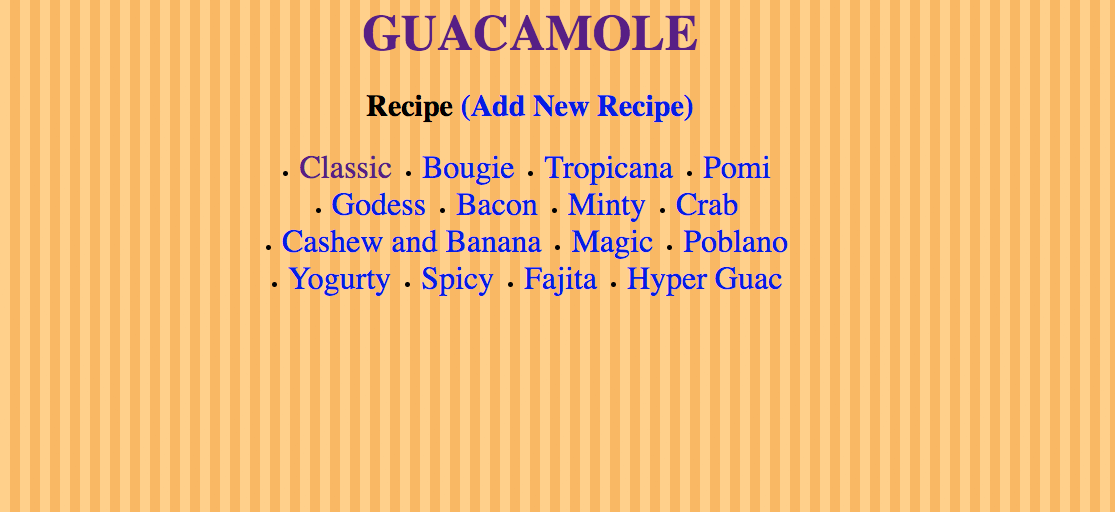 GUACAMOLE
Recipe (Add New Recipe)
• Classic • Bougie • Tropicana • Pomi
• Godess • Bacon • Minty • Crab
• Cashew and Banana • Magic • Poblano
• Yogurty • Spicy • Fajita • Hyper Guac